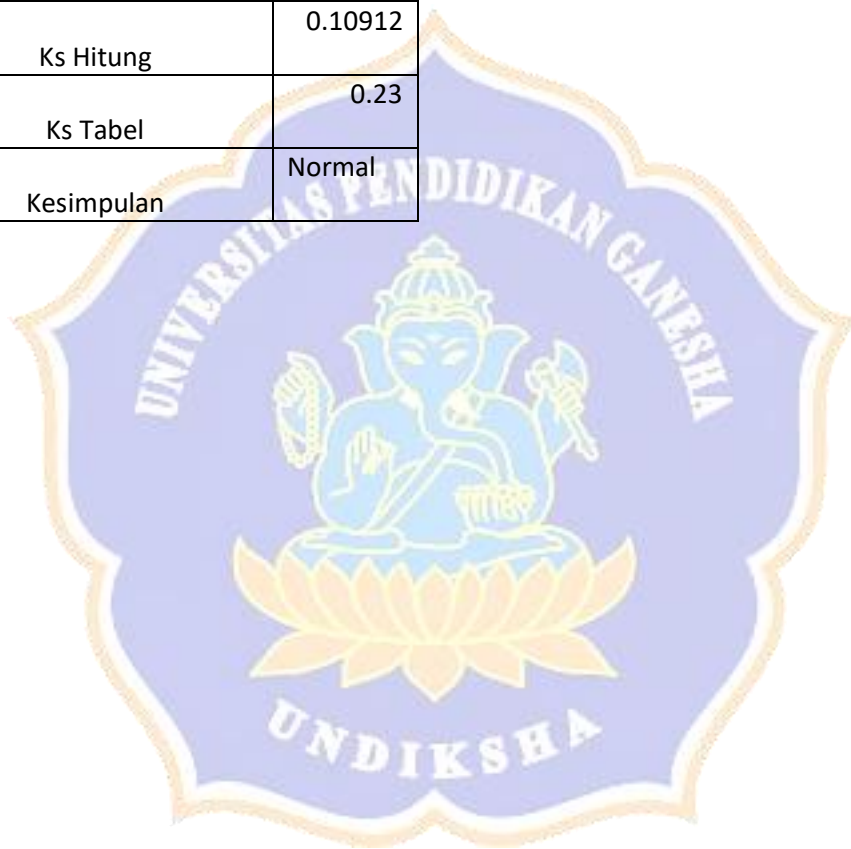 Ks Hitung 0.10912
Ks Tabel 0.23
Kesimpulan Normal
UNIVERSITAS PENDIDIKAN GANESHA
UNDIKSHA